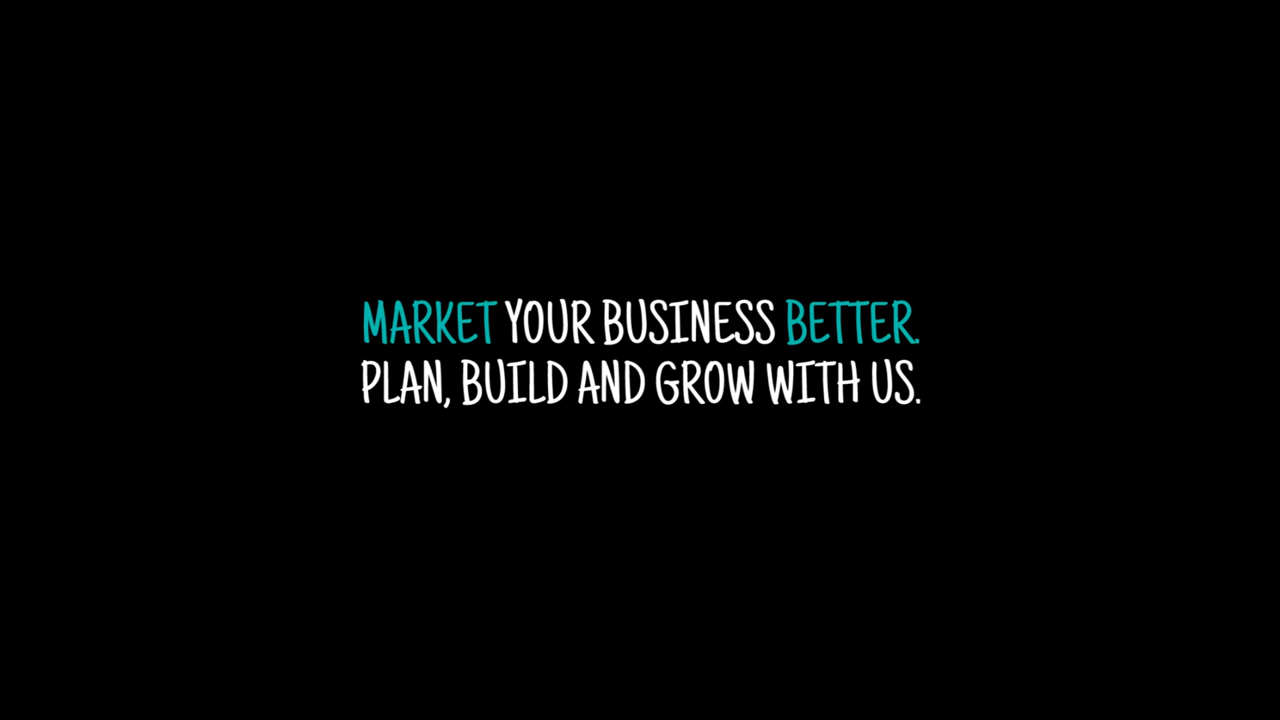 MARKET YOUR BUSINESS BETTER.
PLAN, BUILD AND GROW WITH US.